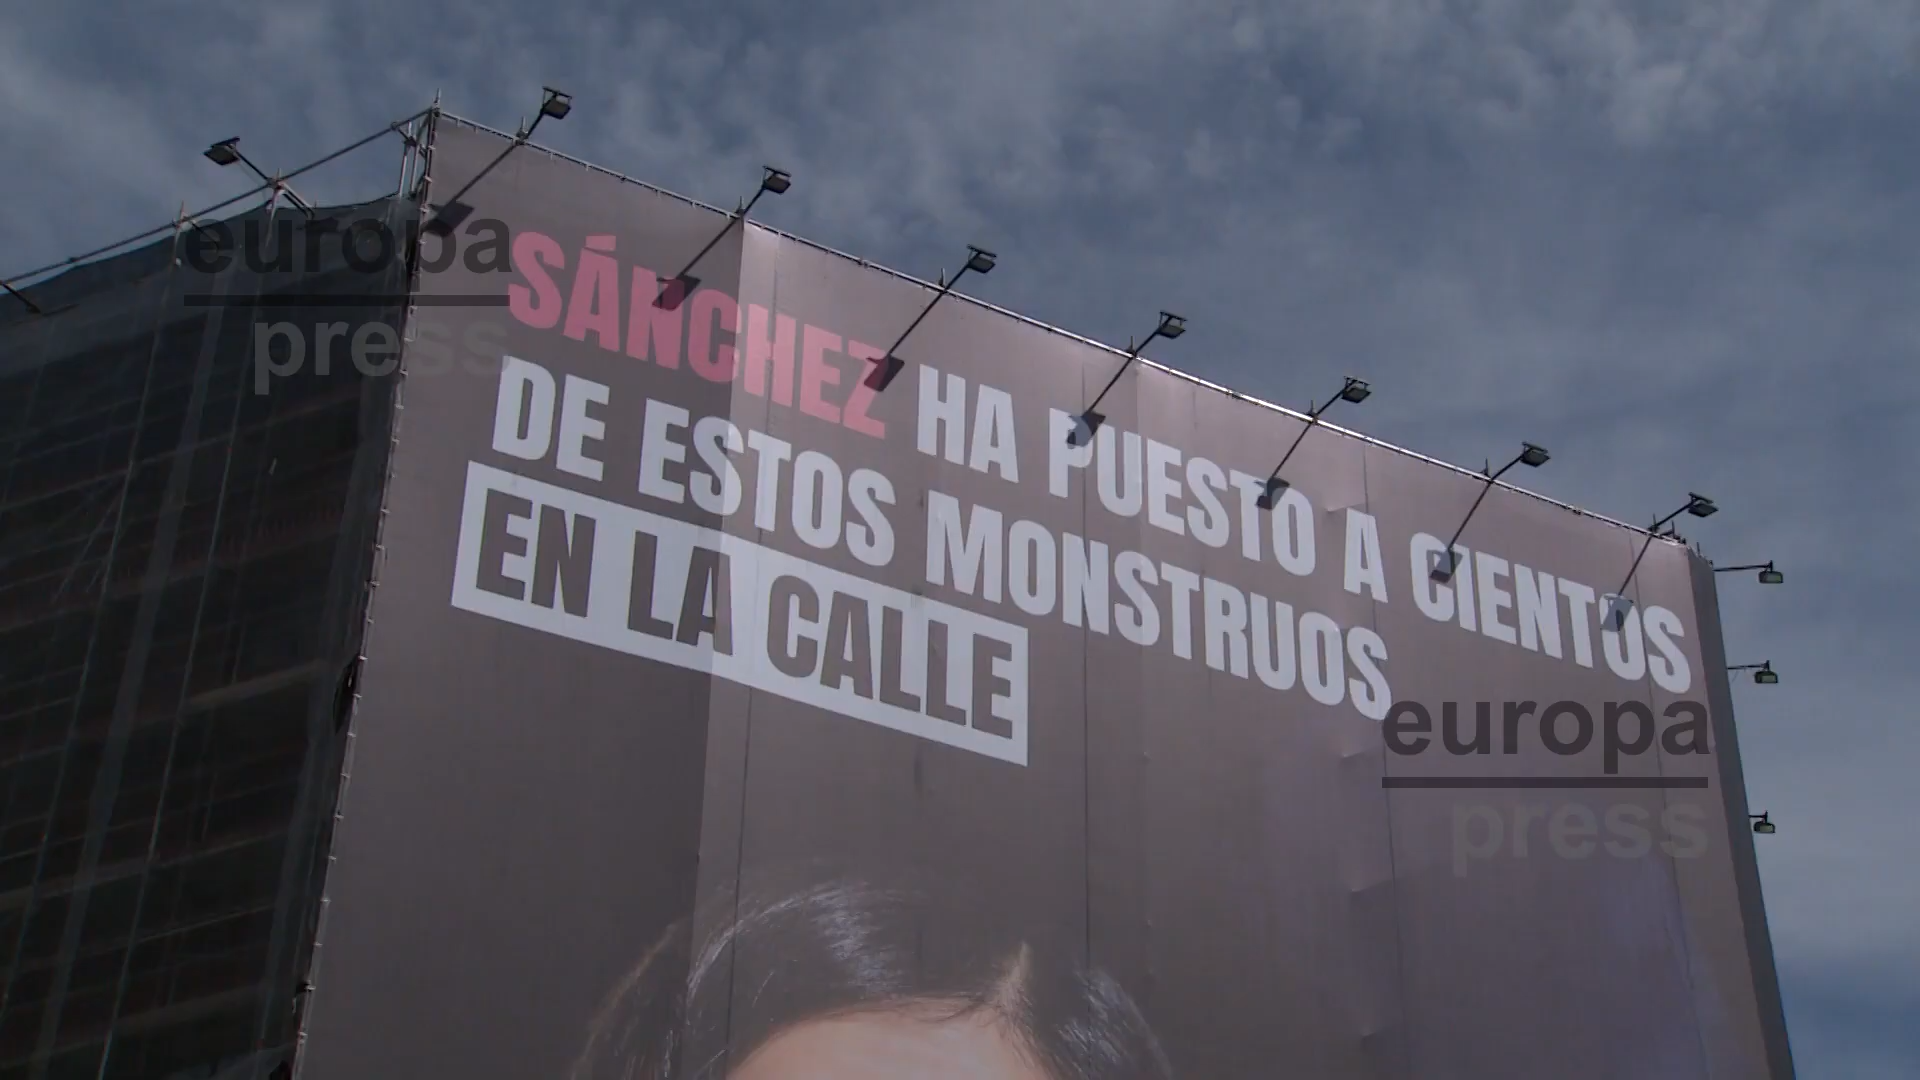 SÁNCHEZ HA PUESTO A CIENTOS
DE ESTOS MONSTRUOS
EN LA CALLE
europa
press
europa
press